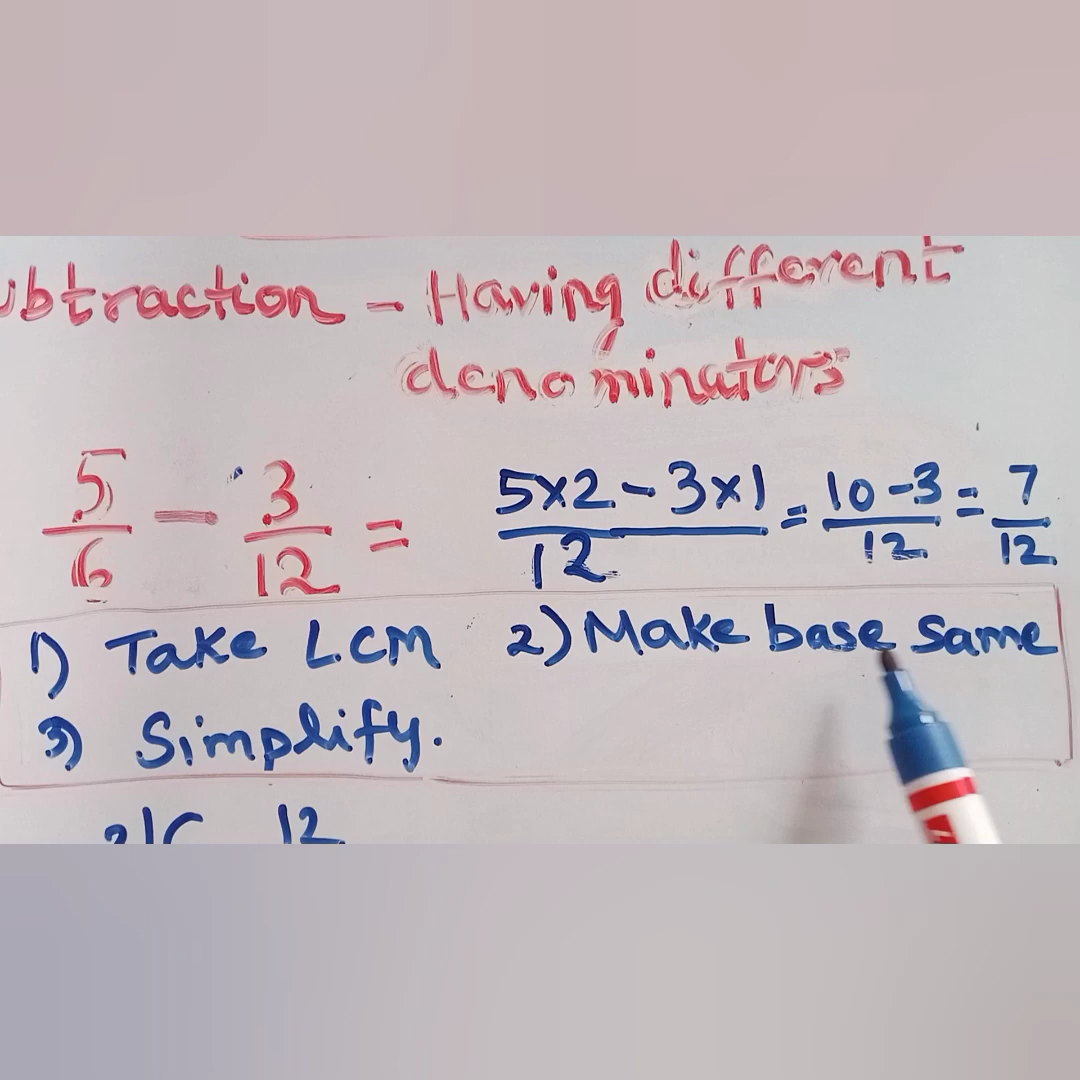 ubtraction - Having different
denominators
5/6 - 3/12 = 5×2 - 3×1/12 = 10-3/12 = 7/12
1) Take LCM 2) Make base same
3) Simplify.
12